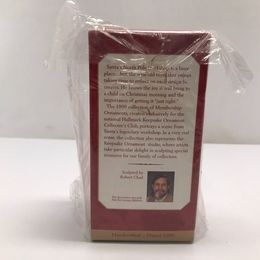 Santa's North Pole workshop is a busy
place...but the wise old toymaker enjoys
taking time to reflect on each design he
creates. He knows the joy it will bring to
a child on Christmas morning and the
importance of getting it "just right."
The 1999 collection of Membership
Ornaments, created exclusively for the
national Hallmark Keepsake Ornament
Collector's Club, portrays a scene from
Santa's legendary workshop. In a very real
sense, the collection also represents the
Keepsake Ornament studio, where artists
take particular delight in sculpting special
treasures for our family of collectors.
Sculpted by
Robert Chad
Handcrafted